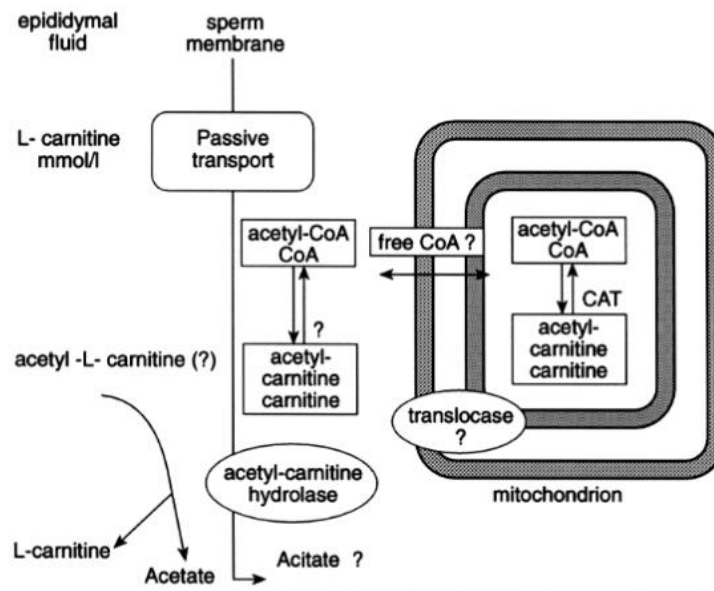 epididymal
fluid
sperm
membrane
L- carnitine
mmol/l
Passive
transport
acetyl-CoA
CoA
free CoA ?
acetyl-CoA
CoA
?
CAT
acetyl-
carnitine
carnitine
acetyl-
carnitine
carnitine
acetyl -L- carnitine (?)
translocase
?
acetyl-carnitine
hydrolase
mitochondrion
L-carnitine
Acetate
Acitate ?